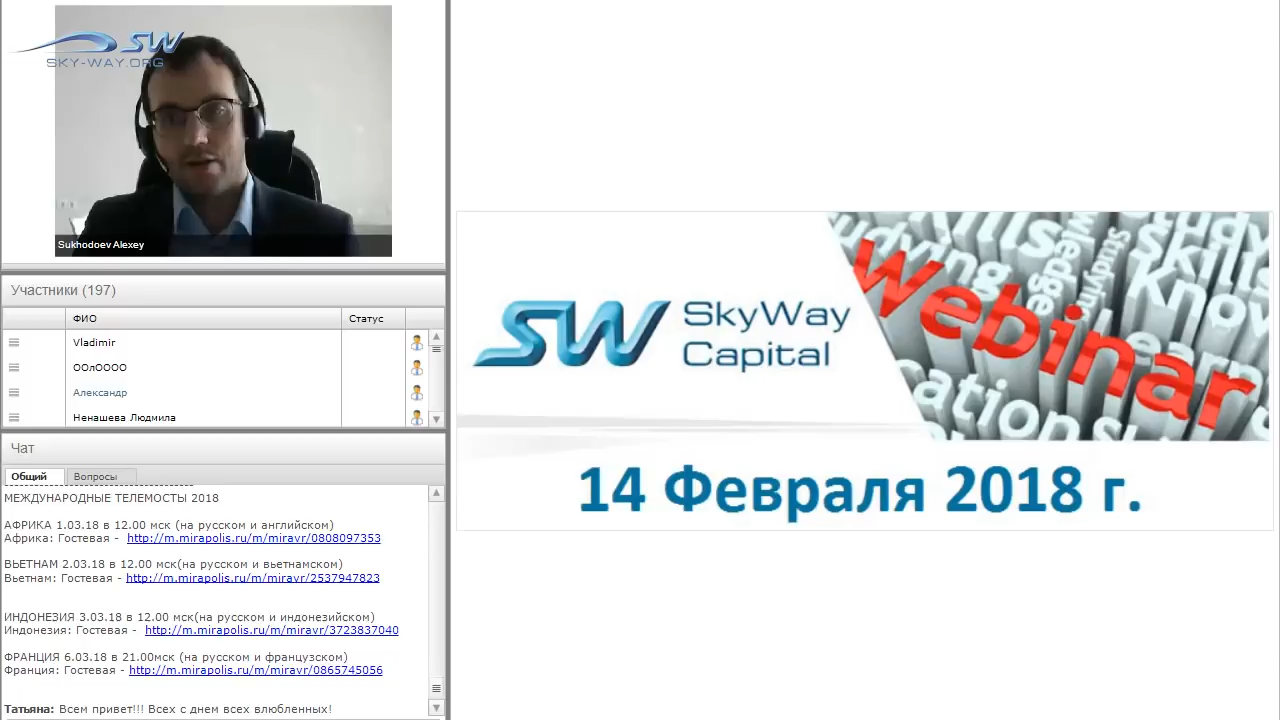 SW
SKY-WAY.ORG
Sukhodoev Alexey
Участники (197)
ФИО
Статус
Vladimir
ООлОООО
Александр
Ненашева Людмила
Чат
Общий
Вопросы
МЕЖДУНАРОДНЫЕ ТЕЛЕМОСТЫ 2018
АФРИКА 1.03.18 в 12.00 мск (на русском и английском)
Африка: Гостевая - http://m.mirapolis.ru/m/miravr/0808097353
ВЬЕТНАМ 2.03.18 в 12.00 мск(на русском и вьетнамском)
Вьетнам: Гостевая - http://m.mirapolis.ru/m/miravr/2537947823
ИНДОНЕЗИЯ 3.03.18 в 12.00 мск(на русском и индонезийском)
Индонезия: Гостевая - http://m.mirapolis.ru/m/miravr/3723837040
ФРАНЦИЯ 6.03.18 в 21.00мск (на русском и французском)
Франция: Гостевая - http://m.mirapolis.ru/m/miravr/0865745056
Татьяна: Всем привет!!! Всех с днем всех влюбленных!
SW
SkyWay
Capital
Webinar
14 Февраля 2018 г.